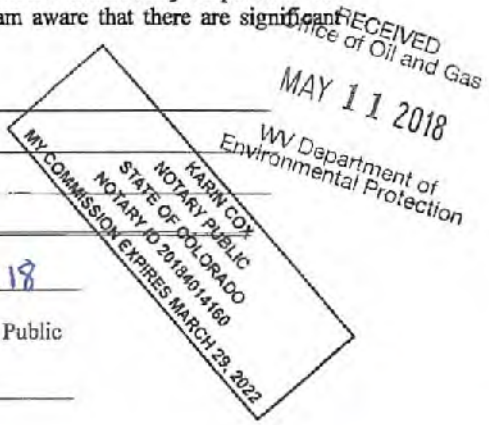 am aware that there are significant
RECEIVED
Office of Oil and Gas
MAY 11 2018
WV Department of
Environmental Protection
KARIN COX
NOTARY PUBLIC
STATE OF COLORADO
NOTARY ID 20184014160
MY COMMISSION EXPIRES MARCH 29, 2022
18
Public